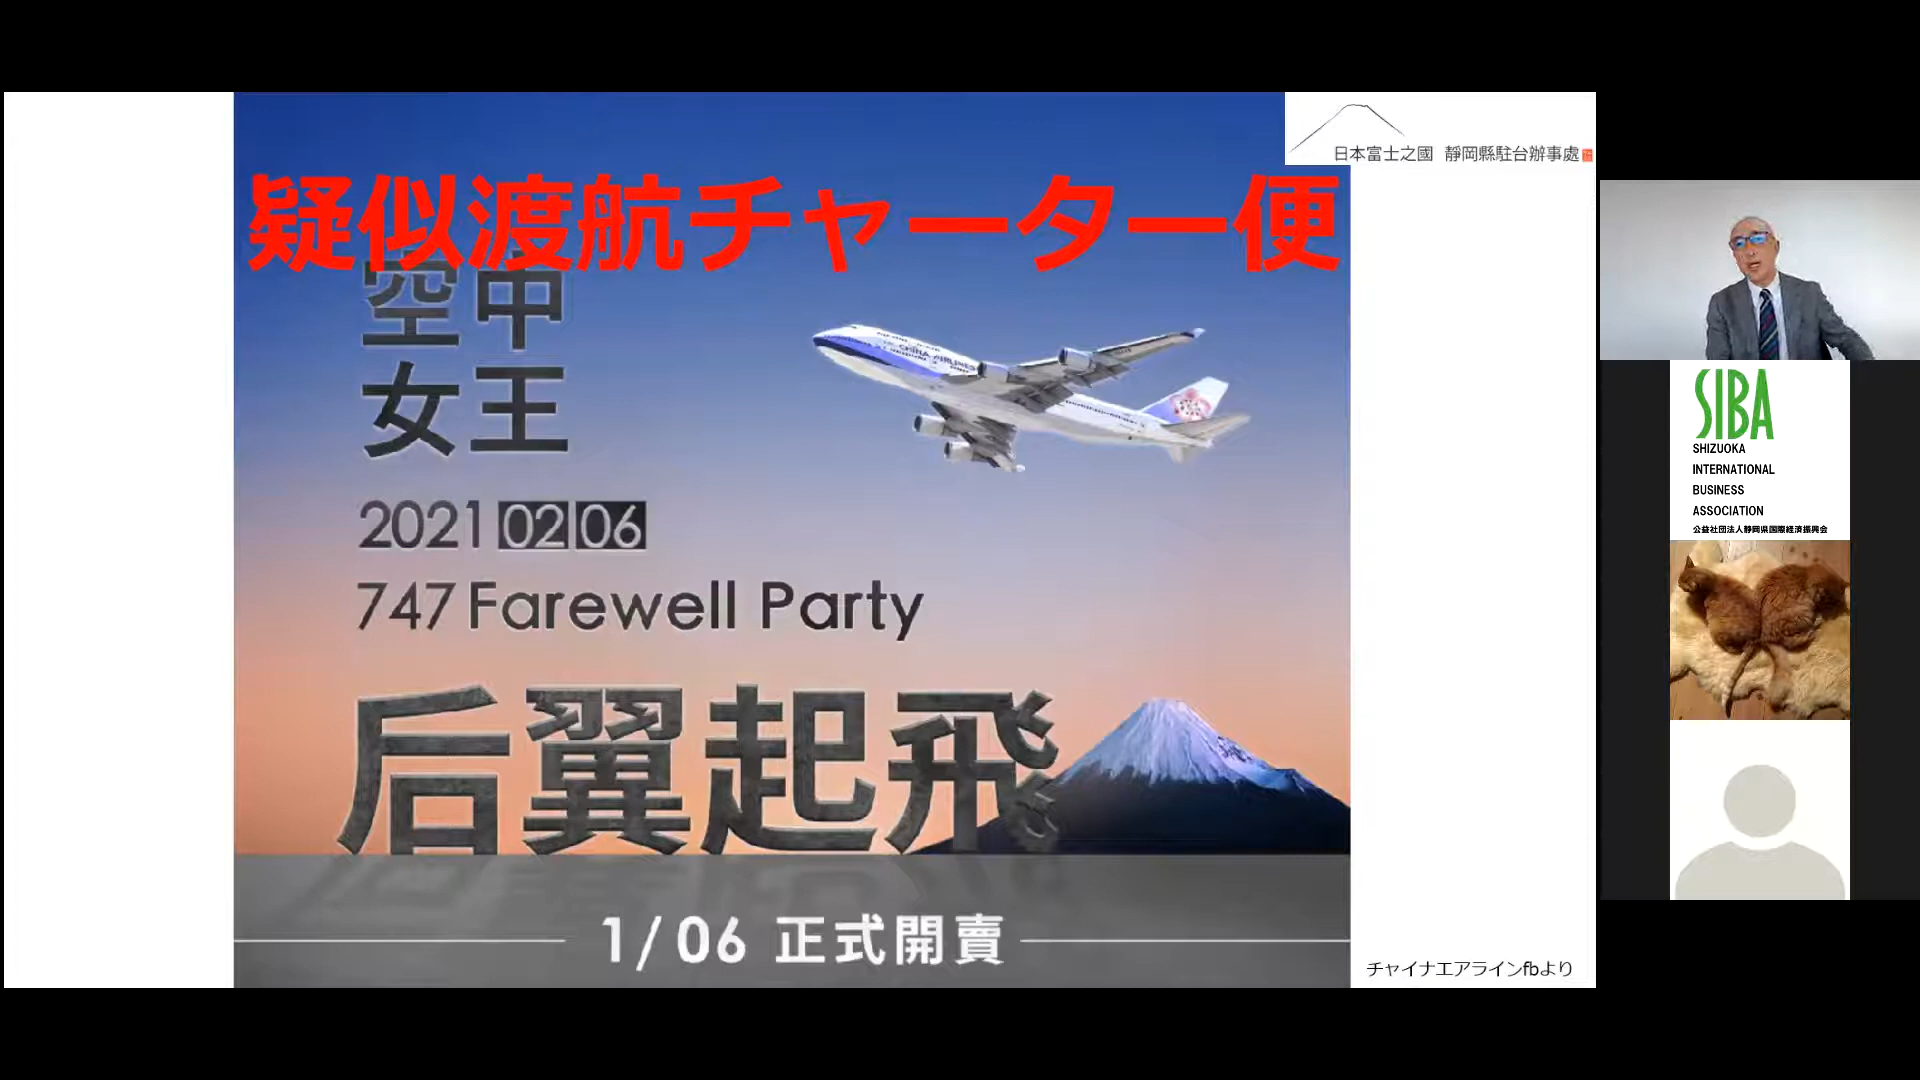 日本富士之國 靜岡縣駐台辦事處
疑似渡航チャーター便
空中
女王
CHINA AIRLINES
2021 02 06
747 Farewell Party
后翼起飛
1/06 正式開賣
チャイナエアラインfbより
SIBA
SHIZUOKA
INTERNATIONAL
BUSINESS
ASSOCIATION
公益社団法人静岡県国際経済振興会